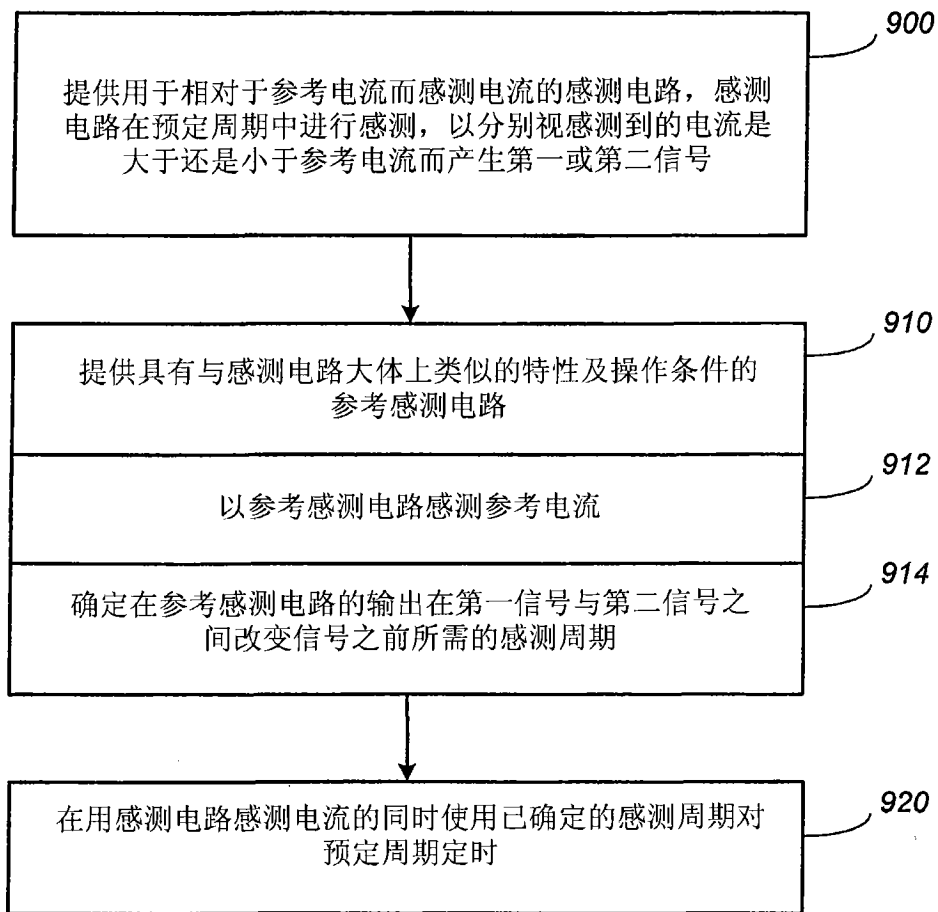 900
提供用于相对于参考电流而感测电流的感测电路，感测
电路在预定周期中进行感测，以分别视感测到的电流是
大于还是小于参考电流而产生第一或第二信号
910
提供具有与感测电路大体上类似的特性及操作条件的
参考感测电路
912
以参考感测电路感测参考电流
914
确定在参考感测电路的输出在第一信号与第二信号之
间改变信号之前所需的感测周期
920
在用感测电路感测电流的同时使用已确定的感测周期对
预定周期定时